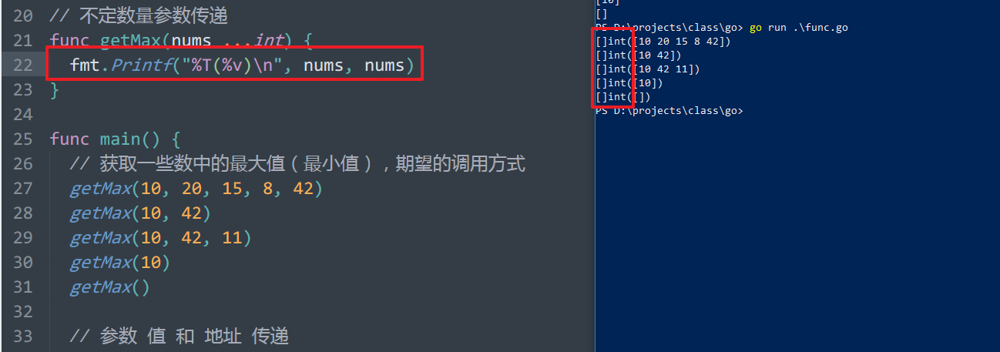 20 // 不定数量参数传递
21 func getMax(nums ...int) {
22 fmt.Printf("%T(%v)\n", nums, nums)
23 }
24
25 func main() {
26 // 获取一些数中的最大值（最小值），期望的调用方式
27 getMax(10, 20, 15, 8, 42)
28 getMax(10, 42)
29 getMax(10, 42, 11)
30 getMax(10)
31 getMax()
32
33 // 参数 值 和 地址 传递
[10]
[]
PS D:\projects\class\go> go run .\func.go
[]int([10 20 15 8 42])
[]int([10 42])
[]int([10 42 11])
[]int([10])
[]int([])
PS D:\projects\class\go>